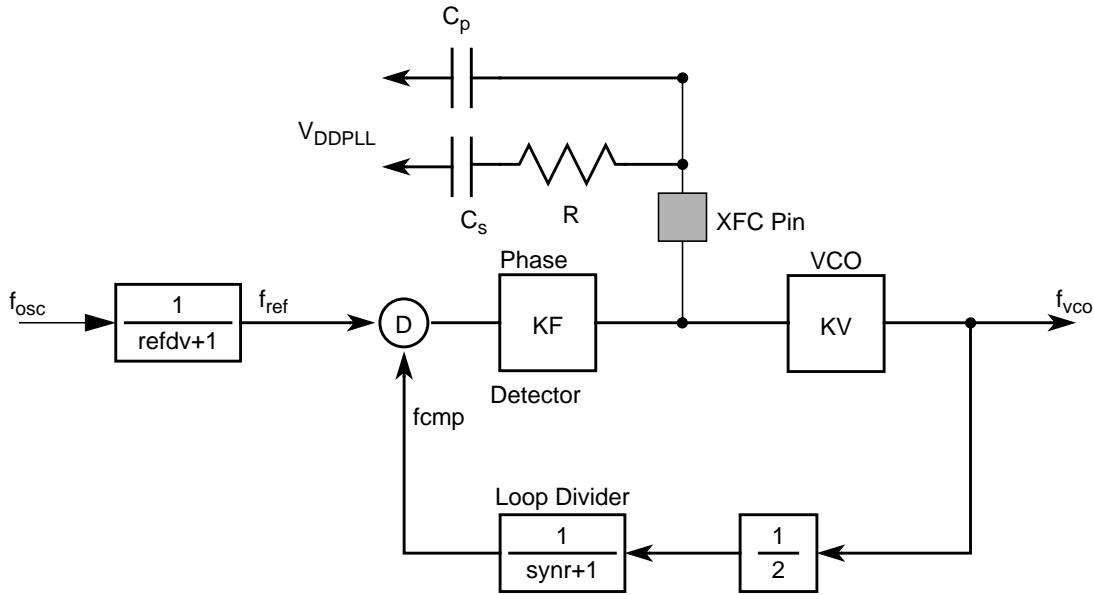 Cp
VDDPLL
Cs
R
XFC Pin
Phase
VCO
fosc
1
refdv+1
fref
D
KF
KV
fvco
Detector
fcmp
Loop Divider
1
synr+1
1
2